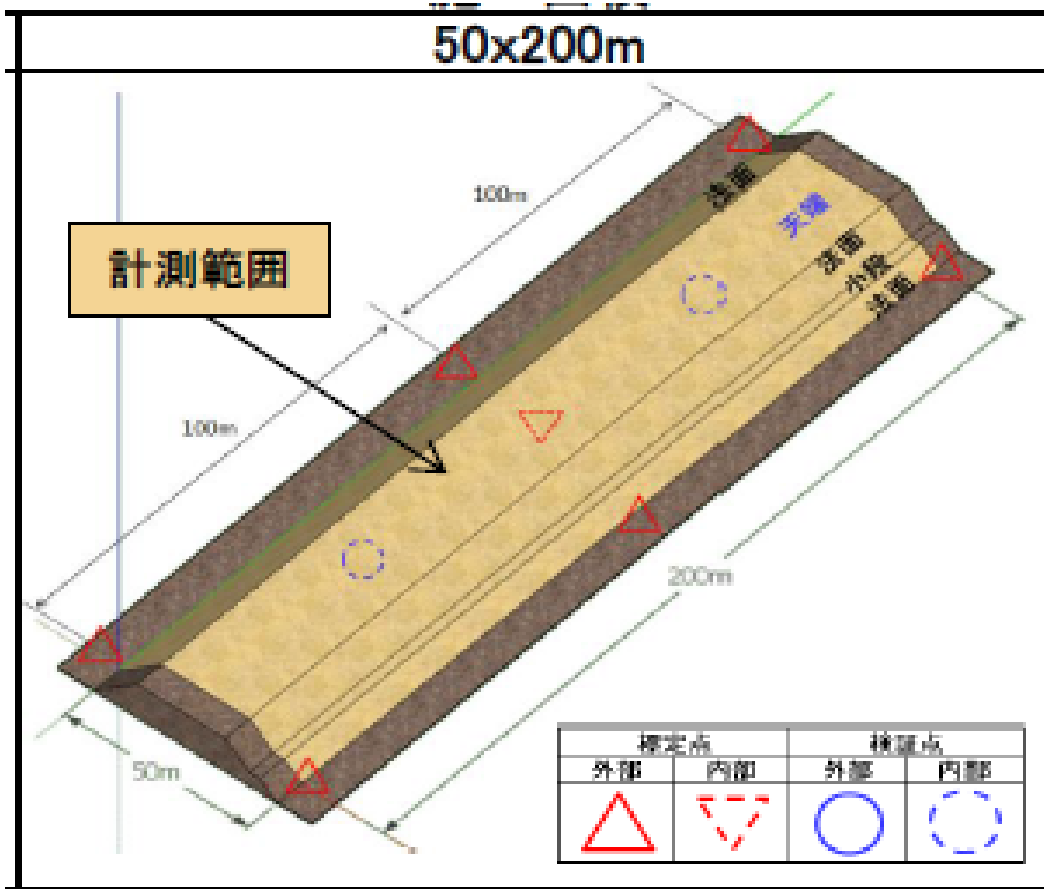 50x200m
100m
法面
天端
計測範囲
法面
小段
法面
100m
200m
50m
標定点 検証点
外部 内部 外部 内部